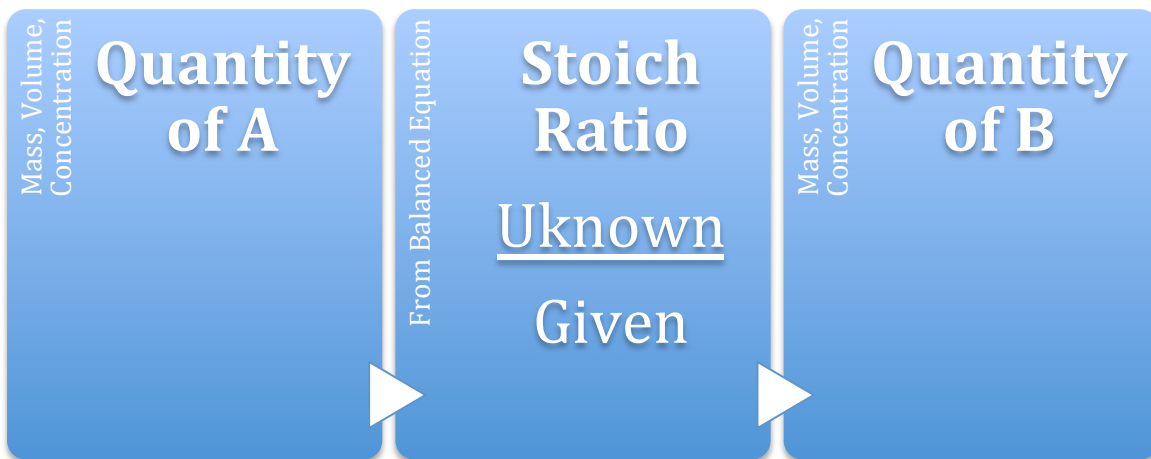 Mass, Volume,
Concentration
Quantity
of A
From Balanced Equation
Stoich
Ratio
Uknown
Given
Mass, Volume,
Concentration
Quantity
of B